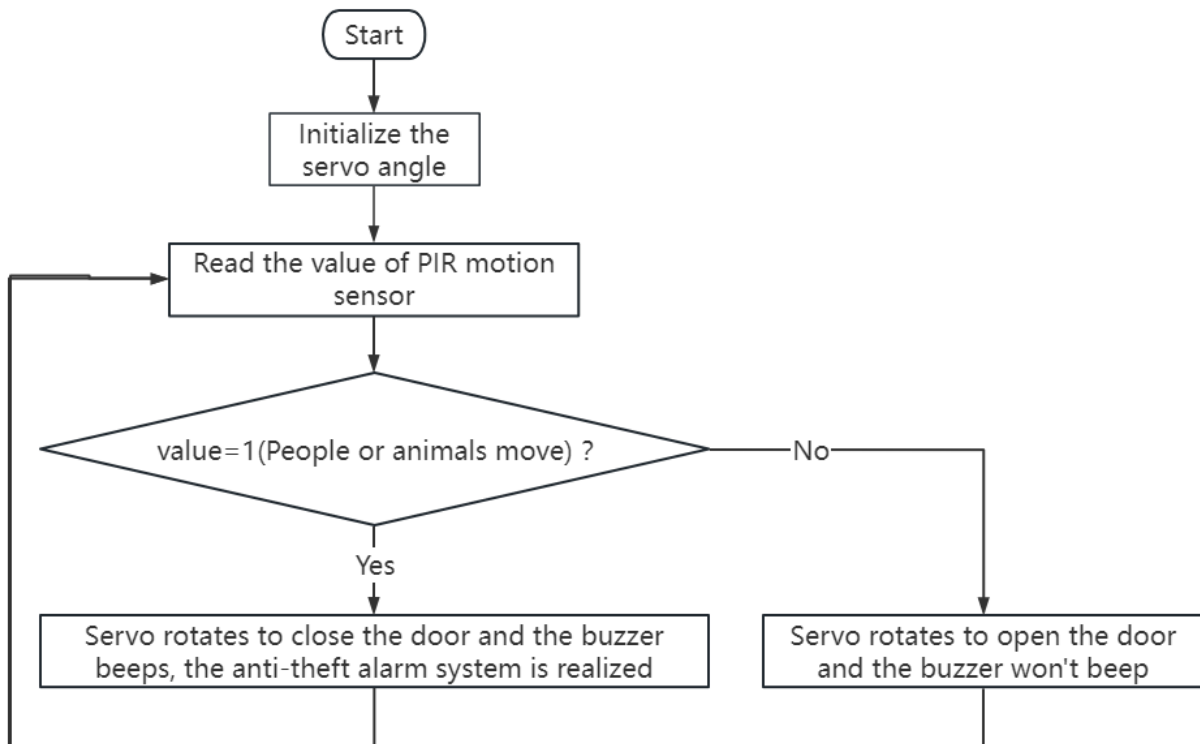 Start
Initialize the
servo angle
Read the value of PIR motion
sensor
value=1(People or animals move) ?
No
Yes
Servo rotates to close the door and the buzzer
beeps, the anti-theft alarm system is realized
Servo rotates to open the door
and the buzzer won't beep